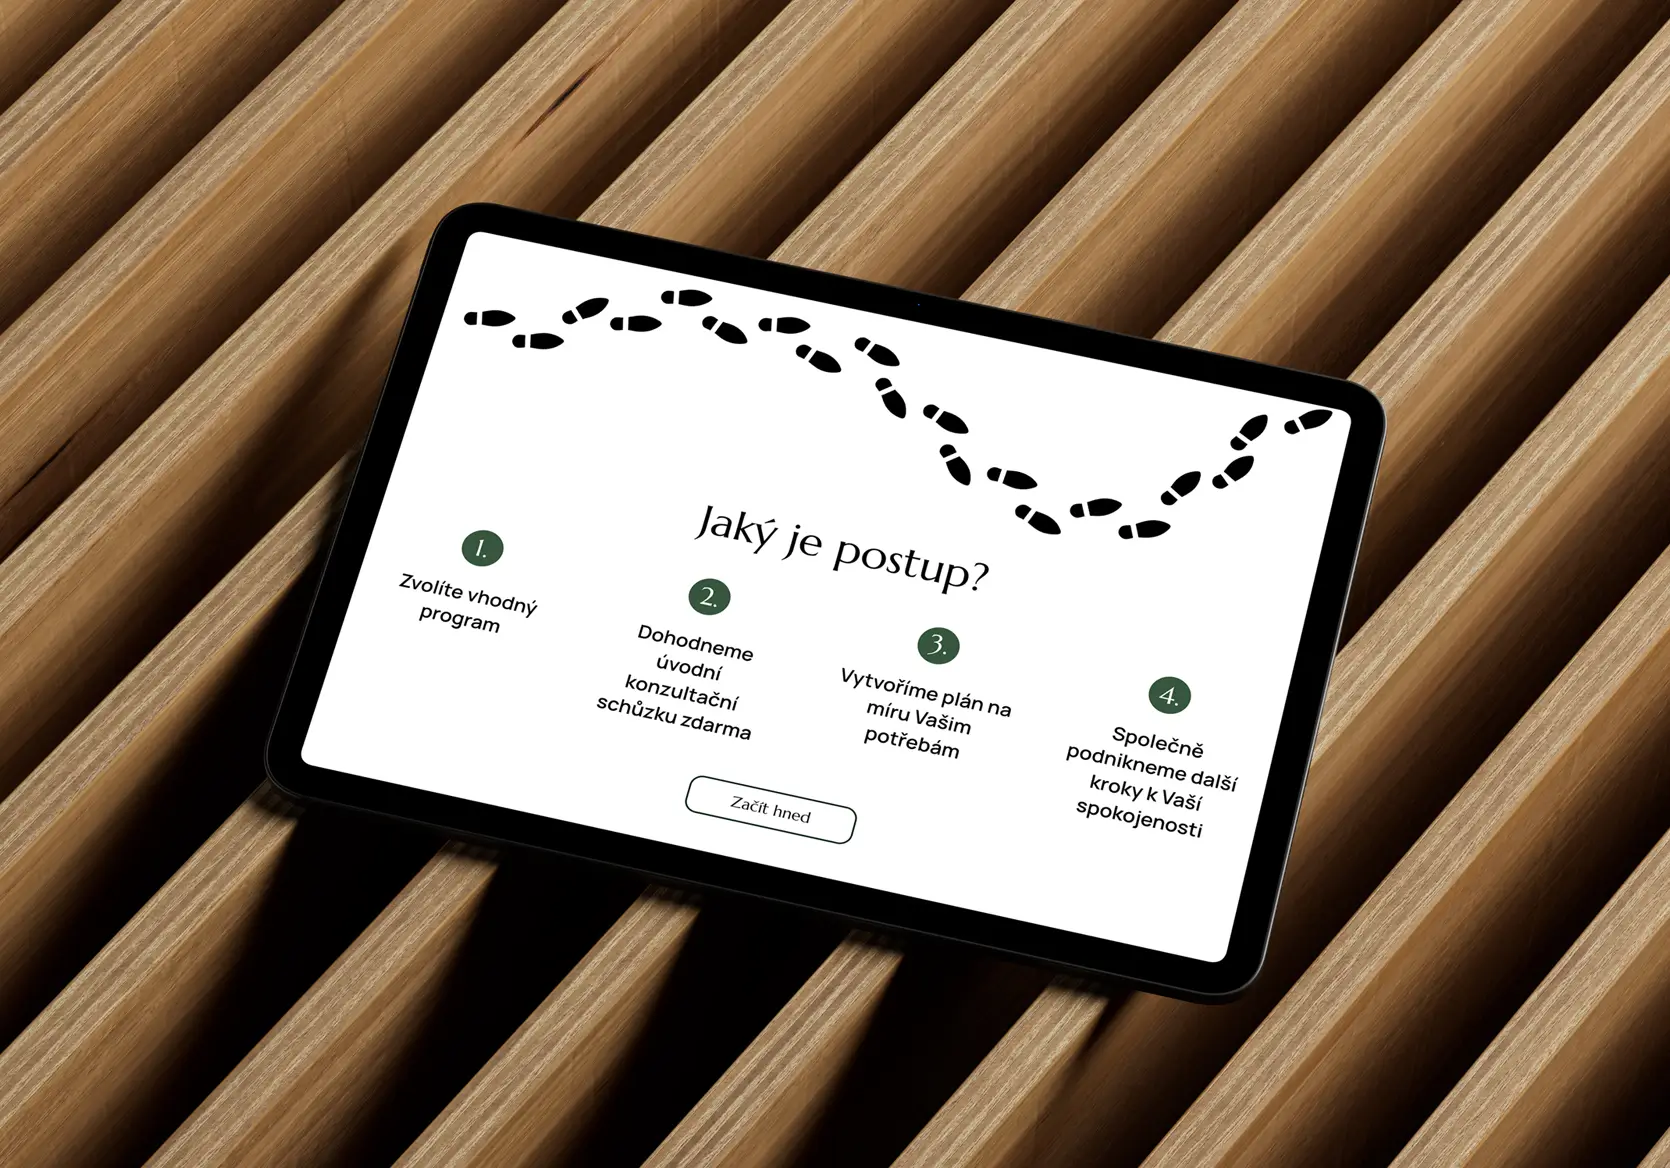 Jaký je postup?
1.
Zvolíte vhodný
program
2.
Dohodneme
úvodní
konzultační
schůzku zdarma
3.
Vytvoříme plán na
míru Vašim
potřebám
4.
Společně
podnikneme další
kroky k Vaší
spokojenosti
Začít hned